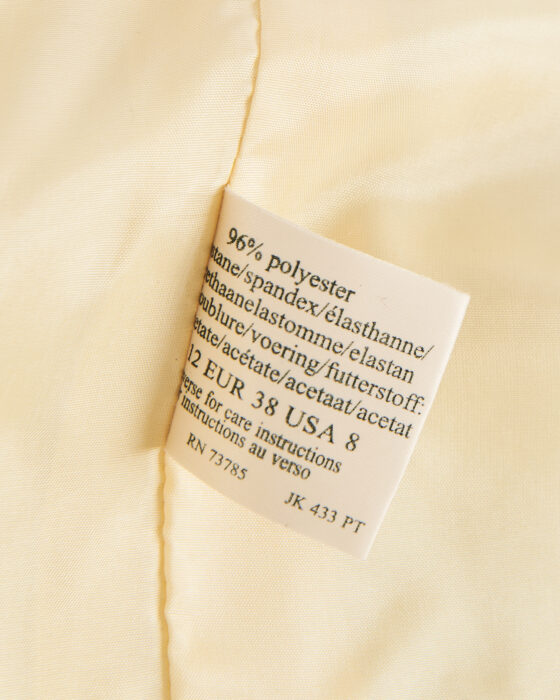 96% polyester
tane/spandex/élasthanne/
ethaanelastomme/elastan
oublure/voering/futterstoff:
etate/acétate/acetaat/acetat
12 EUR 38 USA 8
erse for care instructions
instructions au verso
RN 73785 JK 433 PT